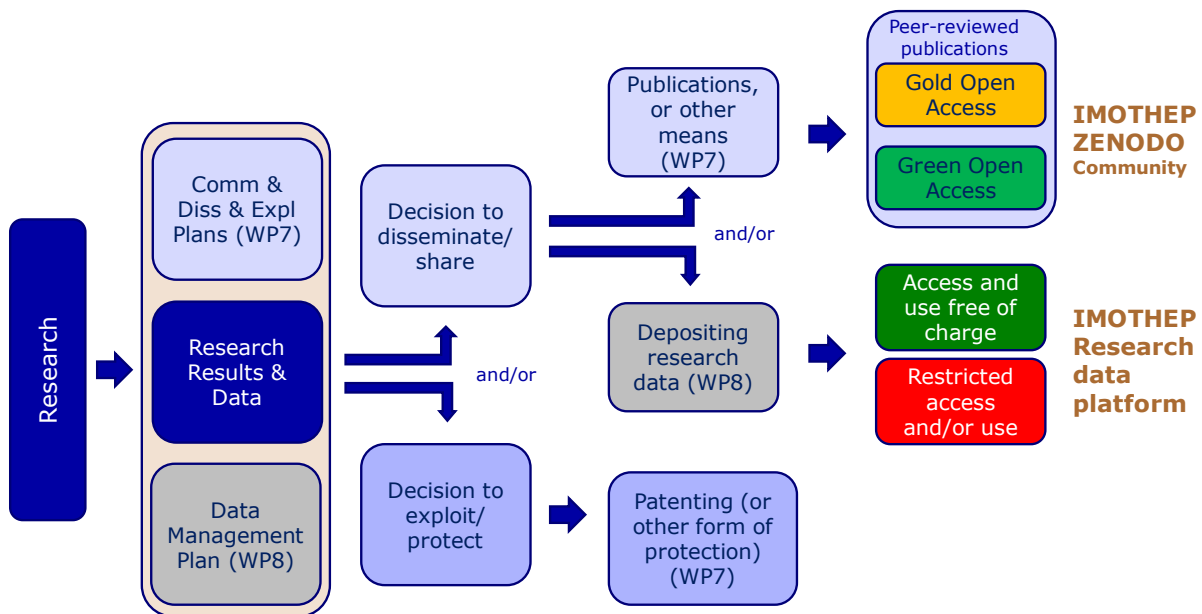 Research
Comm &
Diss & Expl
Plans (WP7)
Research
Results &
Data
Data
Management
Plan (WP8)
and/or
Decision to
disseminate/
share
Decision to
exploit/
protect
and/or
Publications,
or other
means
(WP7)
Depositing
research
data (WP8)
Patenting (or
other form of
protection)
(WP7)
Peer-reviewed
publications
Gold Open
Access
Green Open
Access
IMOTHEP
ZENODO
Community
Access and
use free of
charge
Restricted
access
and/or use
IMOTHEP
Research
data
platform